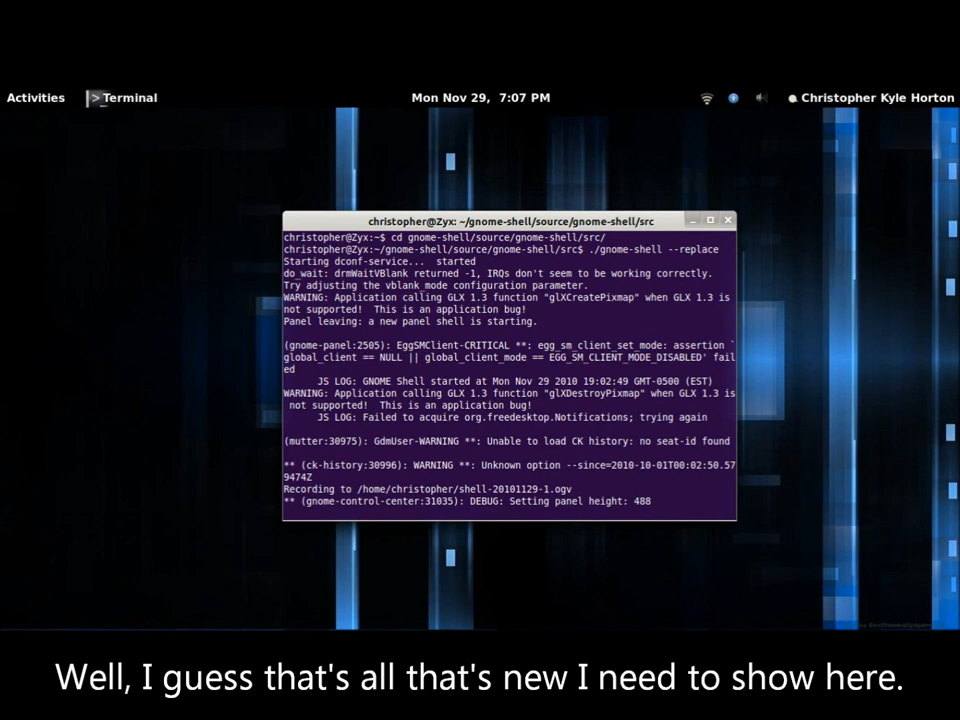 Activities >Terminal Mon Nov 29, 7:07 PM Christopher Kyle Horton
christopher@Zyx: ~/gnome-shell/source/gnome-shell/src
christopher@Zyx:~$ cd gnome-shell/source/gnome-shell/src/
christopher@Zyx:~/gnome-shell/source/gnome-shell/src$ ./gnome-shell --replace
Starting dconf-service... started
do_wait: drmWaitVBlank returned -1, IRQs don't seem to be working correctly.
Try adjusting the vblank_mode configuration parameter.
WARNING: Application calling GLX 1.3 function "glXCreatePixmap" when GLX 1.3 is
not supported! This is an application bug!
Panel leaving: a new panel shell is starting.
(gnome-panel:2505): EggSMClient-CRITICAL **: egg_sm_client_set_mode: assertion `
global_client == NULL || global_client_mode == EGG_SM_CLIENT_MODE_DISABLED' fail
ed
JS LOG: GNOME Shell started at Mon Nov 29 2010 19:02:49 GMT-0500 (EST)
WARNING: Application calling GLX 1.3 function "glXDestroyPixmap" when GLX 1.3 is
not supported! This is an application bug!
JS LOG: Failed to acquire org.freedesktop.Notifications; trying again
(mutter:30975): GdmUser-WARNING **: Unable to load CK history: no seat-id found
** (ck-history:30996): WARNING **: Unknown option --since=2010-10-01T00:02:50.57
9474Z
Recording to /home/christopher/shell-20101129-1.ogv
** (gnome-control-center:31035): DEBUG: Setting panel height: 488
Well, I guess that's all that's new I need to show here.